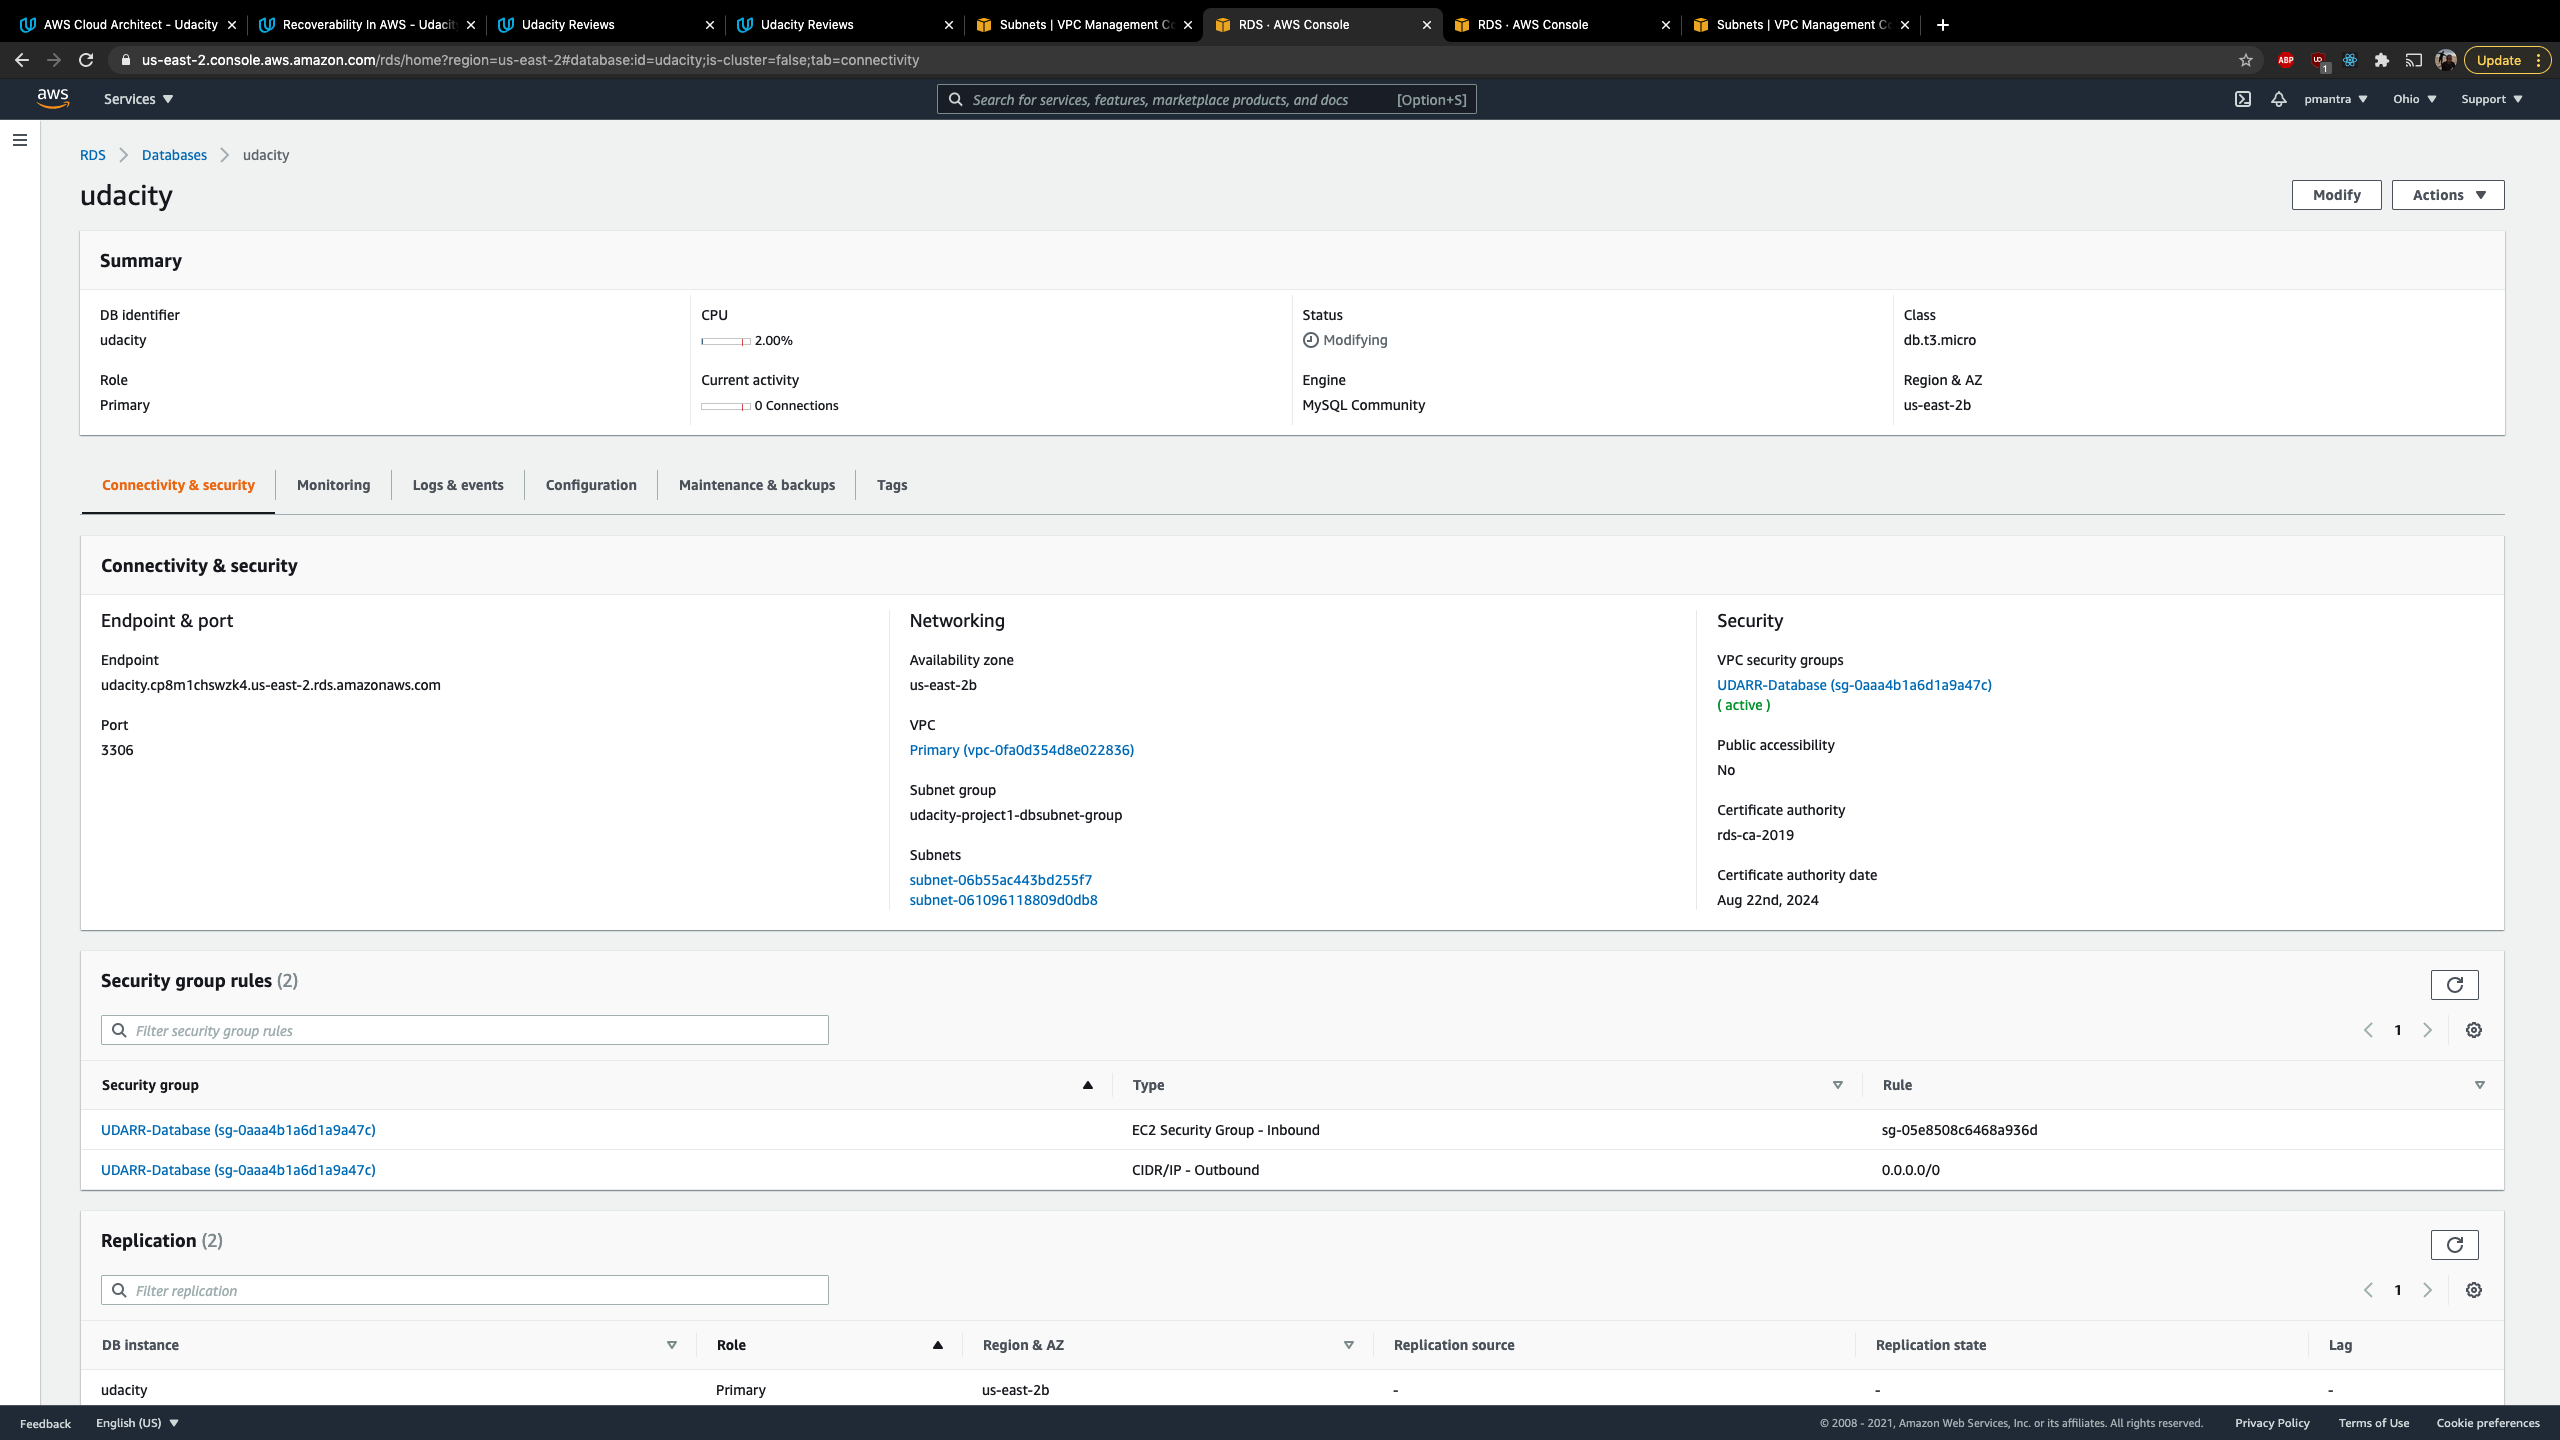 AWS Cloud Architect - Udacity
Recoverability In AWS - Udacity
Udacity Reviews
Udacity Reviews
Subnets | VPC Management Co
RDS · AWS Console
RDS · AWS Console
Subnets | VPC Management Co
us-east-2.console.aws.amazon.com/rds/home?region=us-east-2#database:id=udacity;is-cluster=false;tab=connectivity
ABP
1
Update
aws
Services
Search for services, features, marketplace products, and docs
[Option+S]
pmantra
Ohio
Support
RDS
Databases
udacity
udacity
Modify
Actions
Summary
DB identifier
CPU
Status
Class
udacity
2.00%
Modifying
db.t3.micro
Role
Current activity
Engine
Region & AZ
Primary
0 Connections
MySQL Community
us-east-2b
Connectivity & security
Monitoring
Logs & events
Configuration
Maintenance & backups
Tags
Connectivity & security
Endpoint & port
Endpoint
udacity.cp8m1chswzk4.us-east-2.rds.amazonaws.com
Port
3306
Networking
Availability zone
us-east-2b
VPC
Primary (vpc-0fa0d354d8e022836)
Subnet group
udacity-project1-dbsubnet-group
Subnets
subnet-06b55ac443bd255f7
subnet-061096118809d0db8
Security
VPC security groups
UDARR-Database (sg-0aaa4b1a6d1a9a47c)
( active )
Public accessibility
No
Certificate authority
rds-ca-2019
Certificate authority date
Aug 22nd, 2024
Security group rules (2)
Filter security group rules
1
Security group
Type
Rule
UDARR-Database (sg-0aaa4b1a6d1a9a47c)
EC2 Security Group - Inbound
sg-05e8508c6468a936d
UDARR-Database (sg-0aaa4b1a6d1a9a47c)
CIDR/IP - Outbound
0.0.0.0/0
Replication (2)
Filter replication
1
DB instance
Role
Region & AZ
Replication source
Replication state
Lag
udacity
Primary
us-east-2b
-
-
-
Feedback
English (US)
© 2008 - 2021, Amazon Web Services, Inc. or its affiliates. All rights reserved.
Privacy Policy
Terms of Use
Cookie preferences